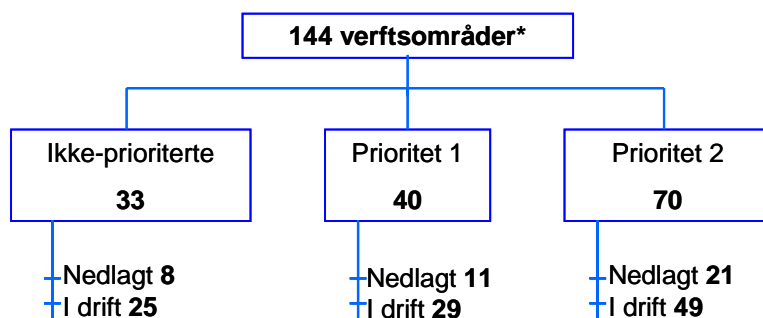 144 verftsområder*
Ikke-prioriterte
33
Prioritet 1
40
Prioritet 2
70
Nedlagt 8
I drift 25
Nedlagt 11
I drift 29
Nedlagt 21
I drift 49